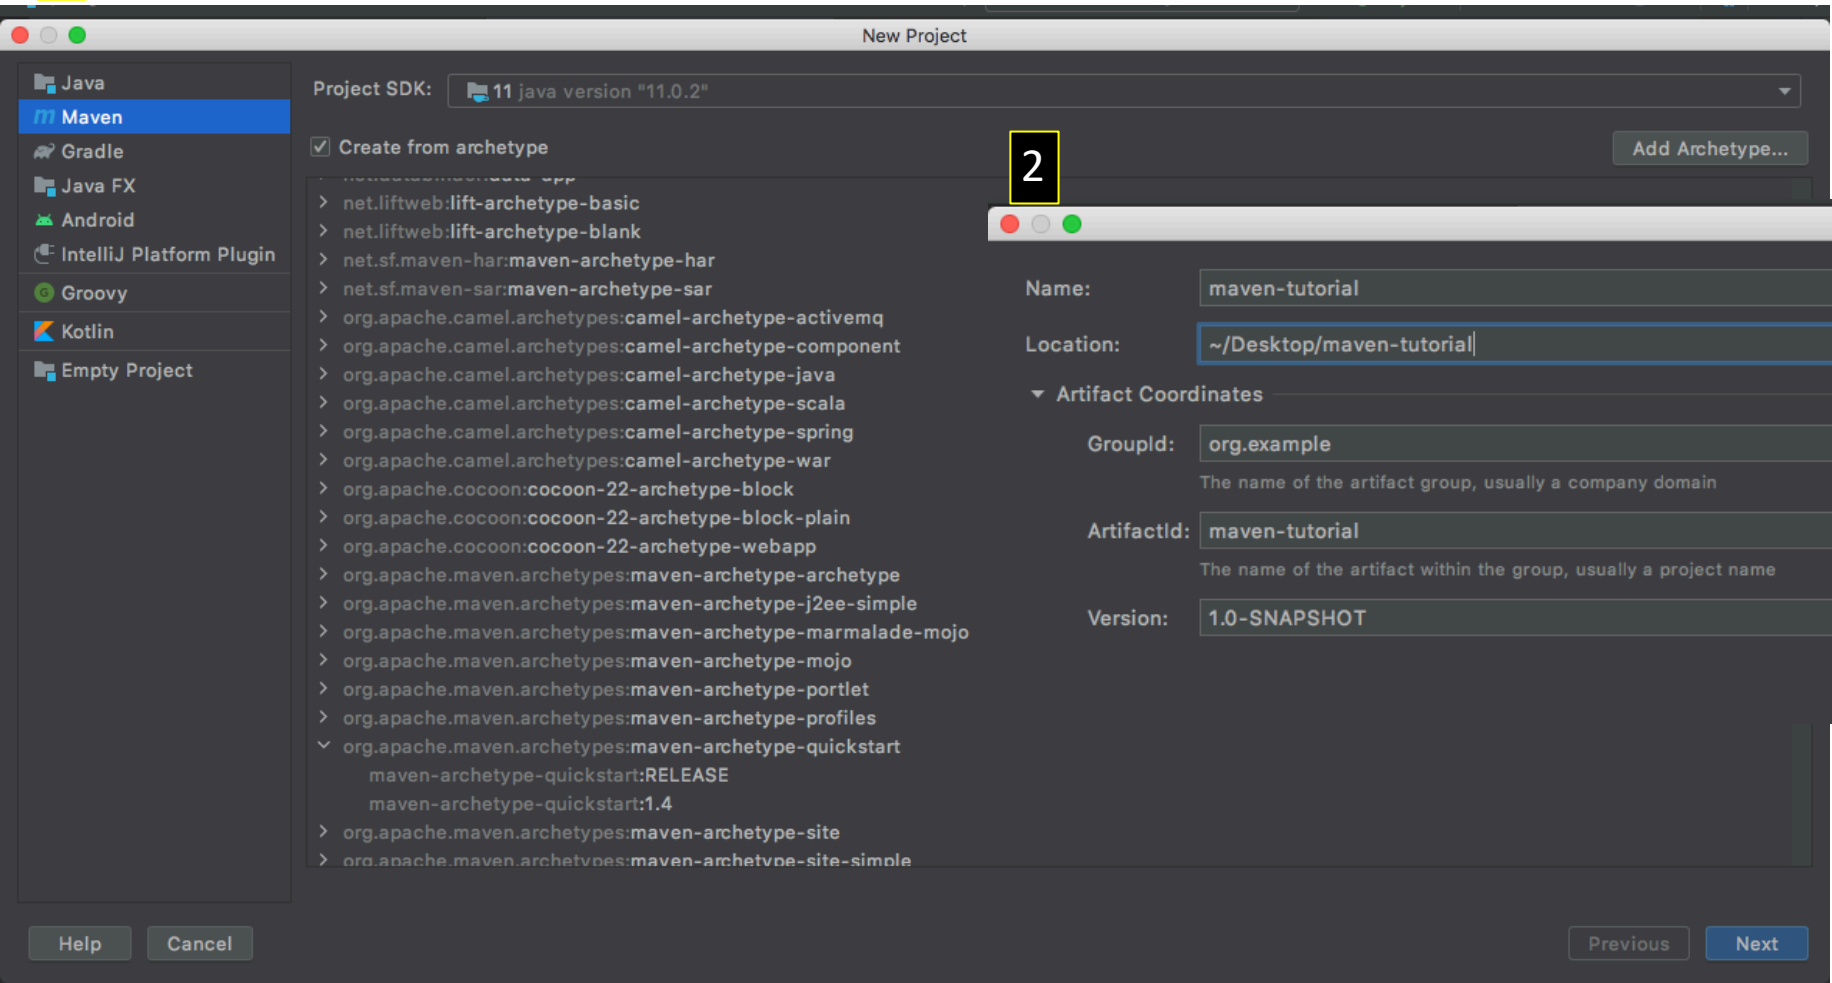 New Project
Java
Maven
Gradle
Java FX
Android
IntelliJ Platform Plugin
Groovy
Kotlin
Empty Project
Project SDK: 11 java version "11.0.2"
Create from archetype
Add Archetype...
net.databinder:data-app
net.liftweb:lift-archetype-basic
net.liftweb:lift-archetype-blank
net.sf.maven-har:maven-archetype-har
net.sf.maven-sar:maven-archetype-sar
org.apache.camel.archetypes:camel-archetype-activemq
org.apache.camel.archetypes:camel-archetype-component
org.apache.camel.archetypes:camel-archetype-java
org.apache.camel.archetypes:camel-archetype-scala
org.apache.camel.archetypes:camel-archetype-spring
org.apache.camel.archetypes:camel-archetype-war
org.apache.cocoon:cocoon-22-archetype-block
org.apache.cocoon:cocoon-22-archetype-block-plain
org.apache.cocoon:cocoon-22-archetype-webapp
org.apache.maven.archetypes:maven-archetype-archetype
org.apache.maven.archetypes:maven-archetype-j2ee-simple
org.apache.maven.archetypes:maven-archetype-marmalade-mojo
org.apache.maven.archetypes:maven-archetype-mojo
org.apache.maven.archetypes:maven-archetype-portlet
org.apache.maven.archetypes:maven-archetype-profiles
org.apache.maven.archetypes:maven-archetype-quickstart
maven-archetype-quickstart:RELEASE
maven-archetype-quickstart:1.4
org.apache.maven.archetypes:maven-archetype-site
org.apache.maven.archetypes:maven-archetype-site-simple
2
Name: maven-tutorial
Location: ~/Desktop/maven-tutorial
Artifact Coordinates
GroupId: org.example
The name of the artifact group, usually a company domain
ArtifactId: maven-tutorial
The name of the artifact within the group, usually a project name
Version: 1.0-SNAPSHOT
Help
Cancel
Previous
Next